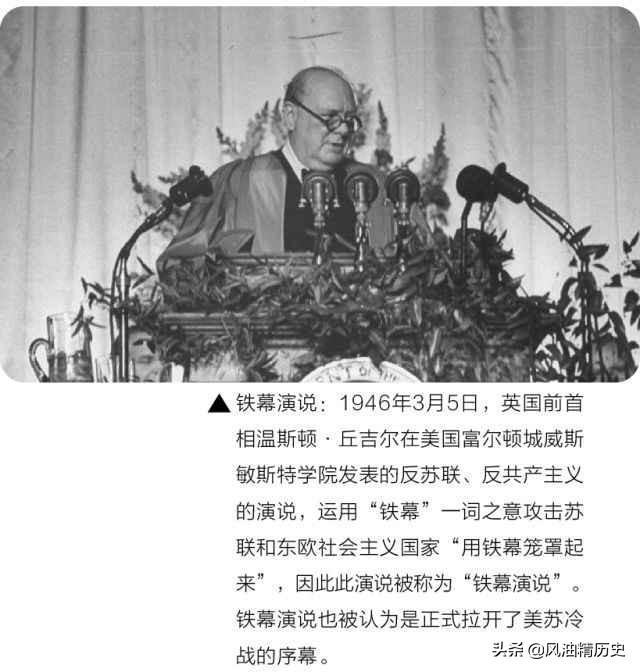 ▲铁幕演说：1946年3月5日，英国前首
相温斯顿·丘吉尔在美国富尔顿城威斯
敏斯特学院发表的反苏联、反共产主义
的演说，运用“铁幕”一词之意攻击苏
联和东欧社会主义国家“用铁幕笼罩起
来”，因此此演说被称为“铁幕演说”。
铁幕演说也被认为是正式拉开了美苏冷
战的序幕。
头条 @风油精历史